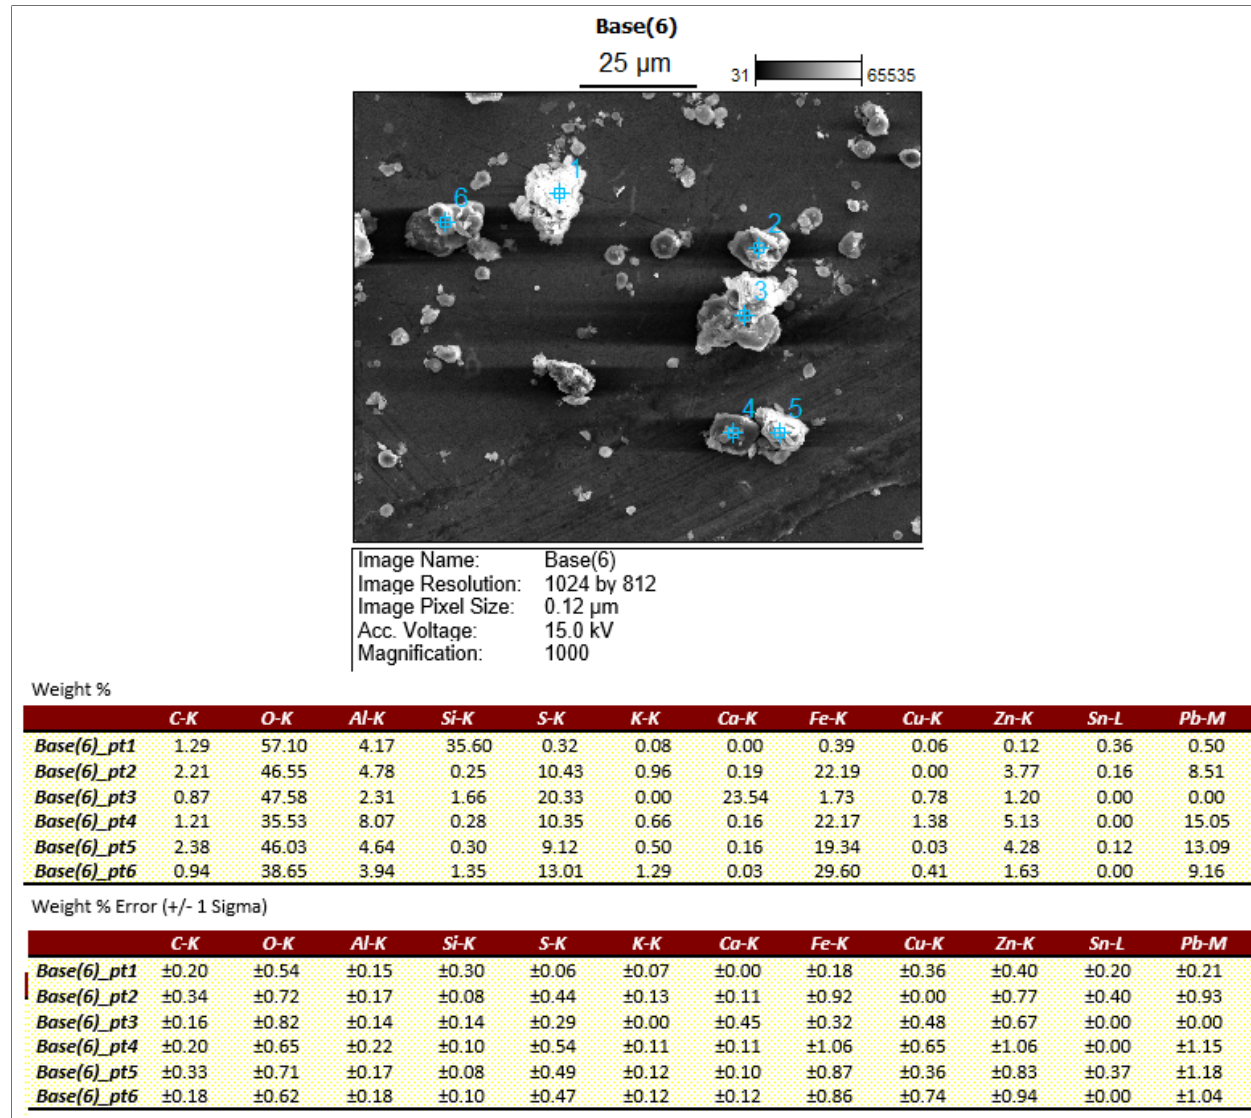 Base(6)
25 µm
31 65535
1
6
2
3
4 5
Image Name: Base(6)
Image Resolution: 1024 by 812
Image Pixel Size: 0.12 µm
Acc. Voltage: 15.0 kV
Magnification: 1000
Weight %
C-K O-K Al-K Si-K S-K K-K Ca-K Fe-K Cu-K Zn-K Sn-L Pb-M
Base(6)_pt1 1.29 57.10 4.17 35.60 0.32 0.08 0.00 0.39 0.06 0.12 0.36 0.50
Base(6)_pt2 2.21 46.55 4.78 0.25 10.43 0.96 0.19 22.19 0.00 3.77 0.16 8.51
Base(6)_pt3 0.87 47.58 2.31 1.66 20.33 0.00 23.54 1.73 0.78 1.20 0.00 0.00
Base(6)_pt4 1.21 35.53 8.07 0.28 10.35 0.66 0.16 22.17 1.38 5.13 0.00 15.05
Base(6)_pt5 2.38 46.03 4.64 0.30 9.12 0.50 0.16 19.34 0.03 4.28 0.12 13.09
Base(6)_pt6 0.94 38.65 3.94 1.35 13.01 1.29 0.03 29.60 0.41 1.63 0.00 9.16
Weight % Error (+/- 1 Sigma)
C-K O-K Al-K Si-K S-K K-K Ca-K Fe-K Cu-K Zn-K Sn-L Pb-M
Base(6)_pt1 ±0.20 ±0.54 ±0.15 ±0.30 ±0.06 ±0.07 ±0.00 ±0.18 ±0.36 ±0.40 ±0.20 ±0.21
Base(6)_pt2 ±0.34 ±0.72 ±0.17 ±0.08 ±0.44 ±0.13 ±0.11 ±0.92 ±0.00 ±0.77 ±0.40 ±0.93
Base(6)_pt3 ±0.16 ±0.82 ±0.14 ±0.14 ±0.29 ±0.00 ±0.45 ±0.32 ±0.48 ±0.67 ±0.00 ±0.00
Base(6)_pt4 ±0.20 ±0.65 ±0.22 ±0.10 ±0.54 ±0.11 ±0.11 ±1.06 ±0.65 ±1.06 ±0.00 ±1.15
Base(6)_pt5 ±0.33 ±0.71 ±0.17 ±0.08 ±0.49 ±0.12 ±0.10 ±0.87 ±0.36 ±0.83 ±0.37 ±1.18
Base(6)_pt6 ±0.18 ±0.62 ±0.18 ±0.10 ±0.47 ±0.12 ±0.12 ±0.86 ±0.74 ±0.94 ±0.00 ±1.04